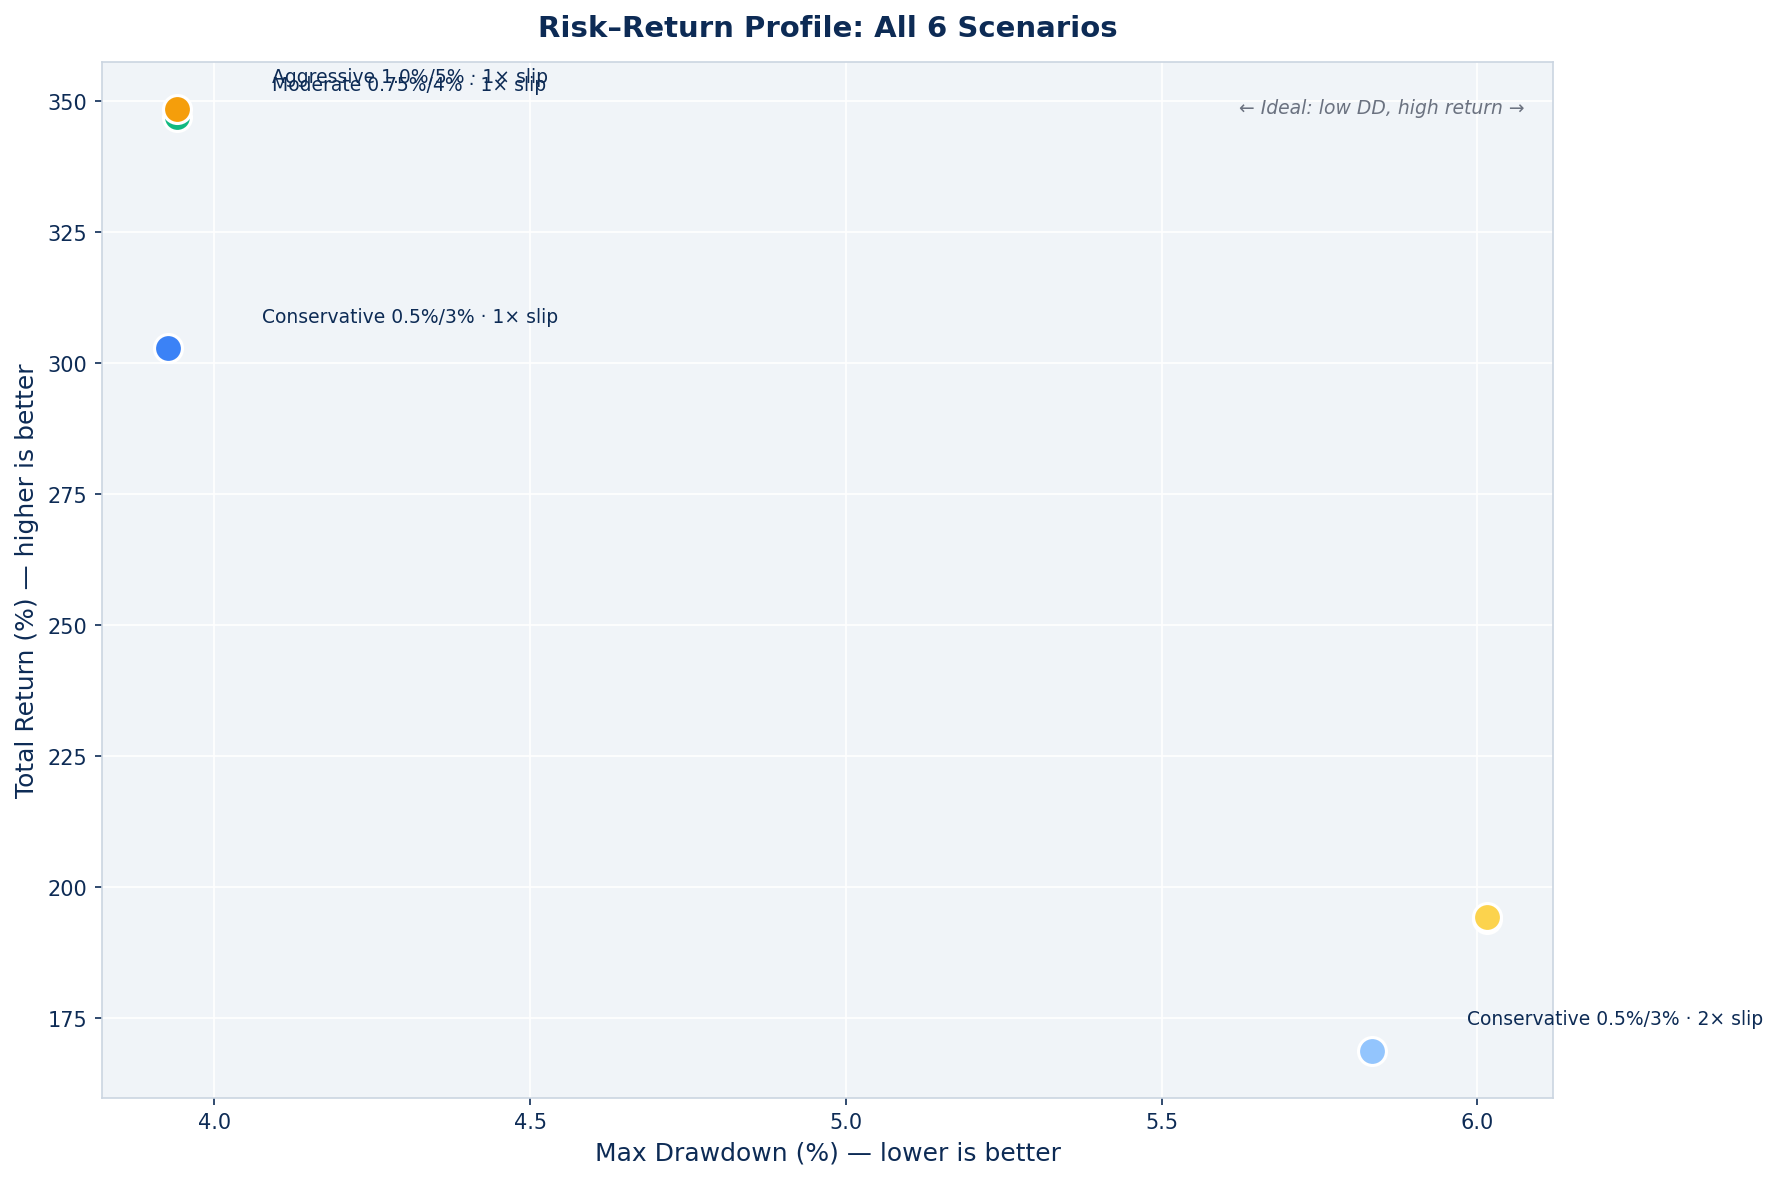 Risk–Return Profile: All 6 Scenarios
Aggressive 1.0%/5% · 1× slip
Moderate 0.75%/4% · 1× slip
← Ideal: low DD, high return →
Conservative 0.5%/3% · 1× slip
Conservative 0.5%/3% · 2× slip
Total Return (%) — higher is better
350
325
300
275
250
225
200
175
4.0
4.5
5.0
5.5
6.0
Max Drawdown (%) — lower is better